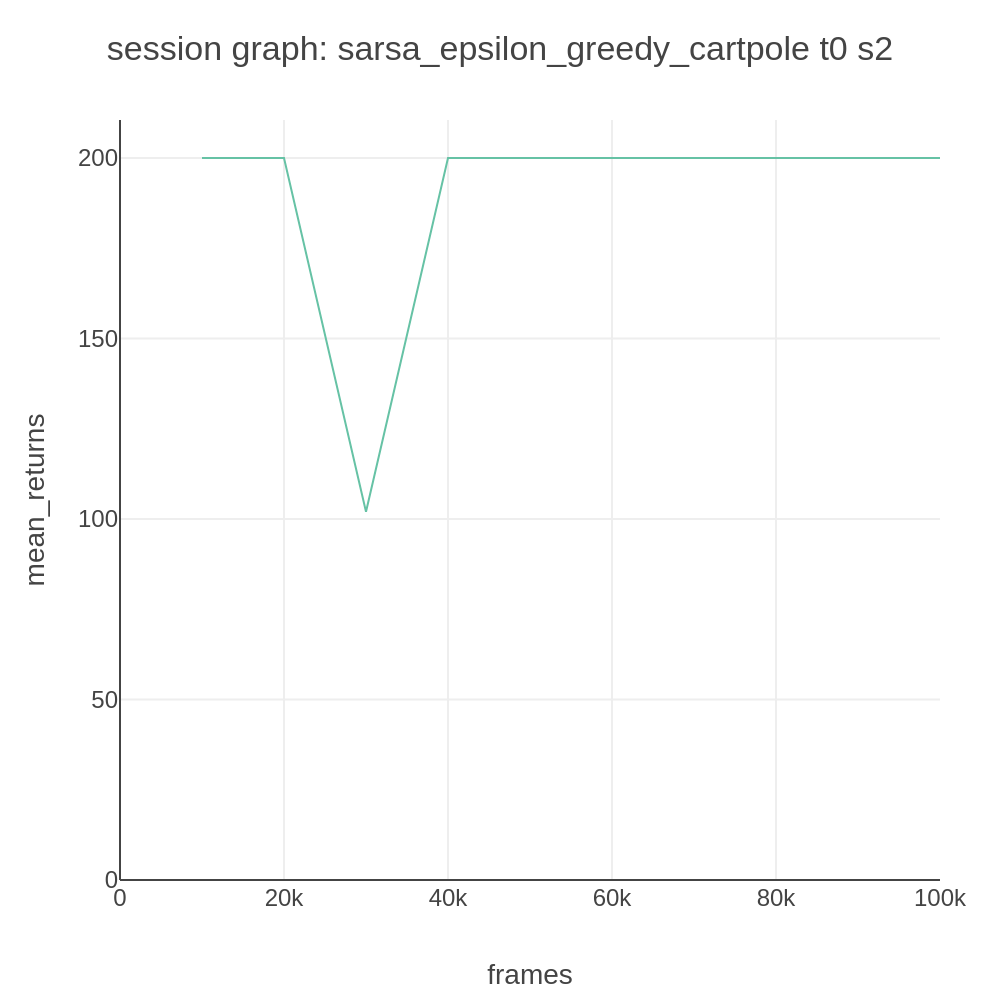 session graph: sarsa_epsilon_greedy_cartpole t0 s2
200
150
100
50
0
mean_returns
0 20k 40k 60k 80k 100k
frames